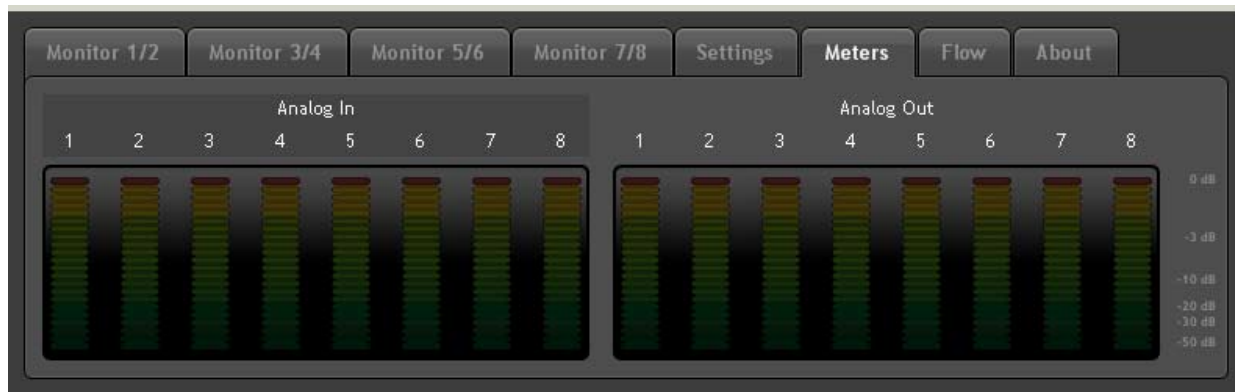 Monitor 1/2 Monitor 3/4 Monitor 5/6 Monitor 7/8 Settings Meters Flow About
Analog In Analog Out
1 2 3 4 5 6 7 8 1 2 3 4 5 6 7 8
0 dB
-3 dB
-10 dB
-20 dB
-30 dB
-50 dB